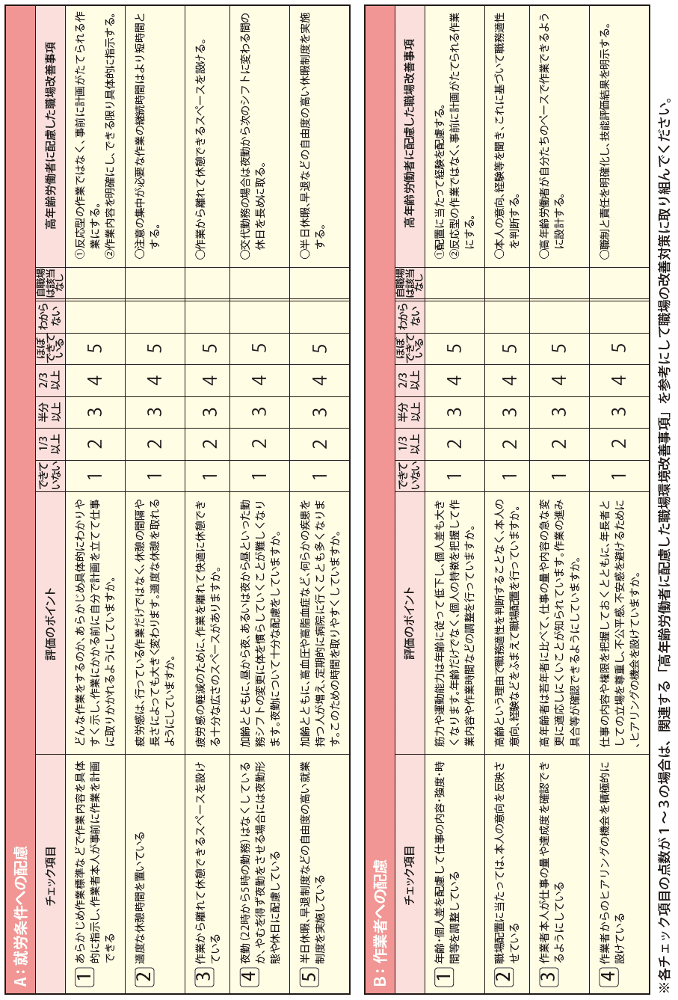 A：就労条件への配慮
チェック項目
評価のポイント
できて
いない
1/3
以上
半分
以上
2/3
以上
ほぼ
できて
いる
わから
ない
自職場
は該当
なし
高年齢労働者に配慮した職場改善事項
1
あらかじめ作業標準などで作業内容を具体
的に指示し、作業者本人が事前に作業を計画
できる
どんな作業をするのか、あらかじめ具体的にわかりや
すく示し、作業にかかる前に自分で計画を立てて仕事
に取りかかれるようにしていますか。
1 2 3 4 5
①反応型の作業ではなく、事前に計画がたてられる作
業にする。
②作業内容を明確にし、できる限り具体的に指示する。
2
適度な休憩時間を置いている
疲労感は、行っている作業だけではなく、休憩の間隔や
長さによっても大きく変わります。適度な休憩を取れる
ようにしていますか。
1 2 3 4 5
○注意の集中が必要な作業の継続時間はより短時間と
する。
3
作業から離れて休憩できるスペースを設け
ている
疲労感の軽減のために、作業を離れて快適に休憩でき
る十分な広さのスペースがありますか。
1 2 3 4 5
○作業から離れて休憩できるスペースを設ける。
4
夜勤（22時から5時の勤務）はなくしている
か、やむを得ず夜勤をさせる場合には夜勤形
態や休日に配慮している
加齢とともに、昼から夜、あるいは夜から昼といった勤
務シフトの変更に体を慣らしていくことが難しくなり
ます。夜勤について十分な配慮をしていますか。
1 2 3 4 5
○交代勤務の場合は夜勤から次のシフトに変わる間の
休日を長めに取る。
5
半日休暇、早退制度などの自由度の高い就業
制度を実施している
加齢とともに、高血圧や高脂血症など、何らかの疾患を
持つ人が増え、定期的に病院に行くことも多くなりま
す。このための時間を取りやすくしていますか。
1 2 3 4 5
○半日休暇、早退などの自由度の高い休暇制度を実施
する。
B：作業者への配慮
チェック項目
評価のポイント
できて
いない
1/3
以上
半分
以上
2/3
以上
ほぼ
できて
いる
わから
ない
自職場
は該当
なし
高年齢労働者に配慮した職場改善事項
1
年齢・個人差を配慮して仕事の内容・強度・時
間等を調整している
筋力や運動能力は年齢に従って低下し、個人差も大き
くなります。年齢だけでなく、個人の特徴を把握して作
業内容や作業時間などの調整を行っていますか。
1 2 3 4 5
①配置に当たって経験を配慮する。
②反応型の作業ではなく、事前に計画がたてられる作業
にする。
2
職場配置に当たっては、本人の意向を反映さ
せている
高齢という理由で職務適性を判断することなく、本人の
意向、経験などをふまえて職場配置を行っていますか。
1 2 3 4 5
○本人の意向、経験等を聞き、これに基づいて職務適性
を判断する。
3
作業者本人が仕事の量や達成度を確認でき
るようにしている
高年齢者は若年者に比べて、仕事の量や内容の急な変
更に適応しにくいことが知られています。作業の進み
具合等が確認できるようにしていますか。
1 2 3 4 5
○高年齢労働者が自分たちのペースで作業できるよう
に設計する。
4
作業者からのヒアリングの機会を積極的に
設けている
仕事の内容や権限を把握しておくとともに、年長者と
しての立場を尊重し、不公平感、不安感を避けるために
、ヒアリングの機会を設けていますか。
1 2 3 4 5
○職制と責任を明確化し、技能評価結果を明示する。
※各チェック項目の点数が１～３の場合は、関連する「高年齢労働者に配慮した職場環境改善事項」を参考にして職場の改善対策に取り組んでください。